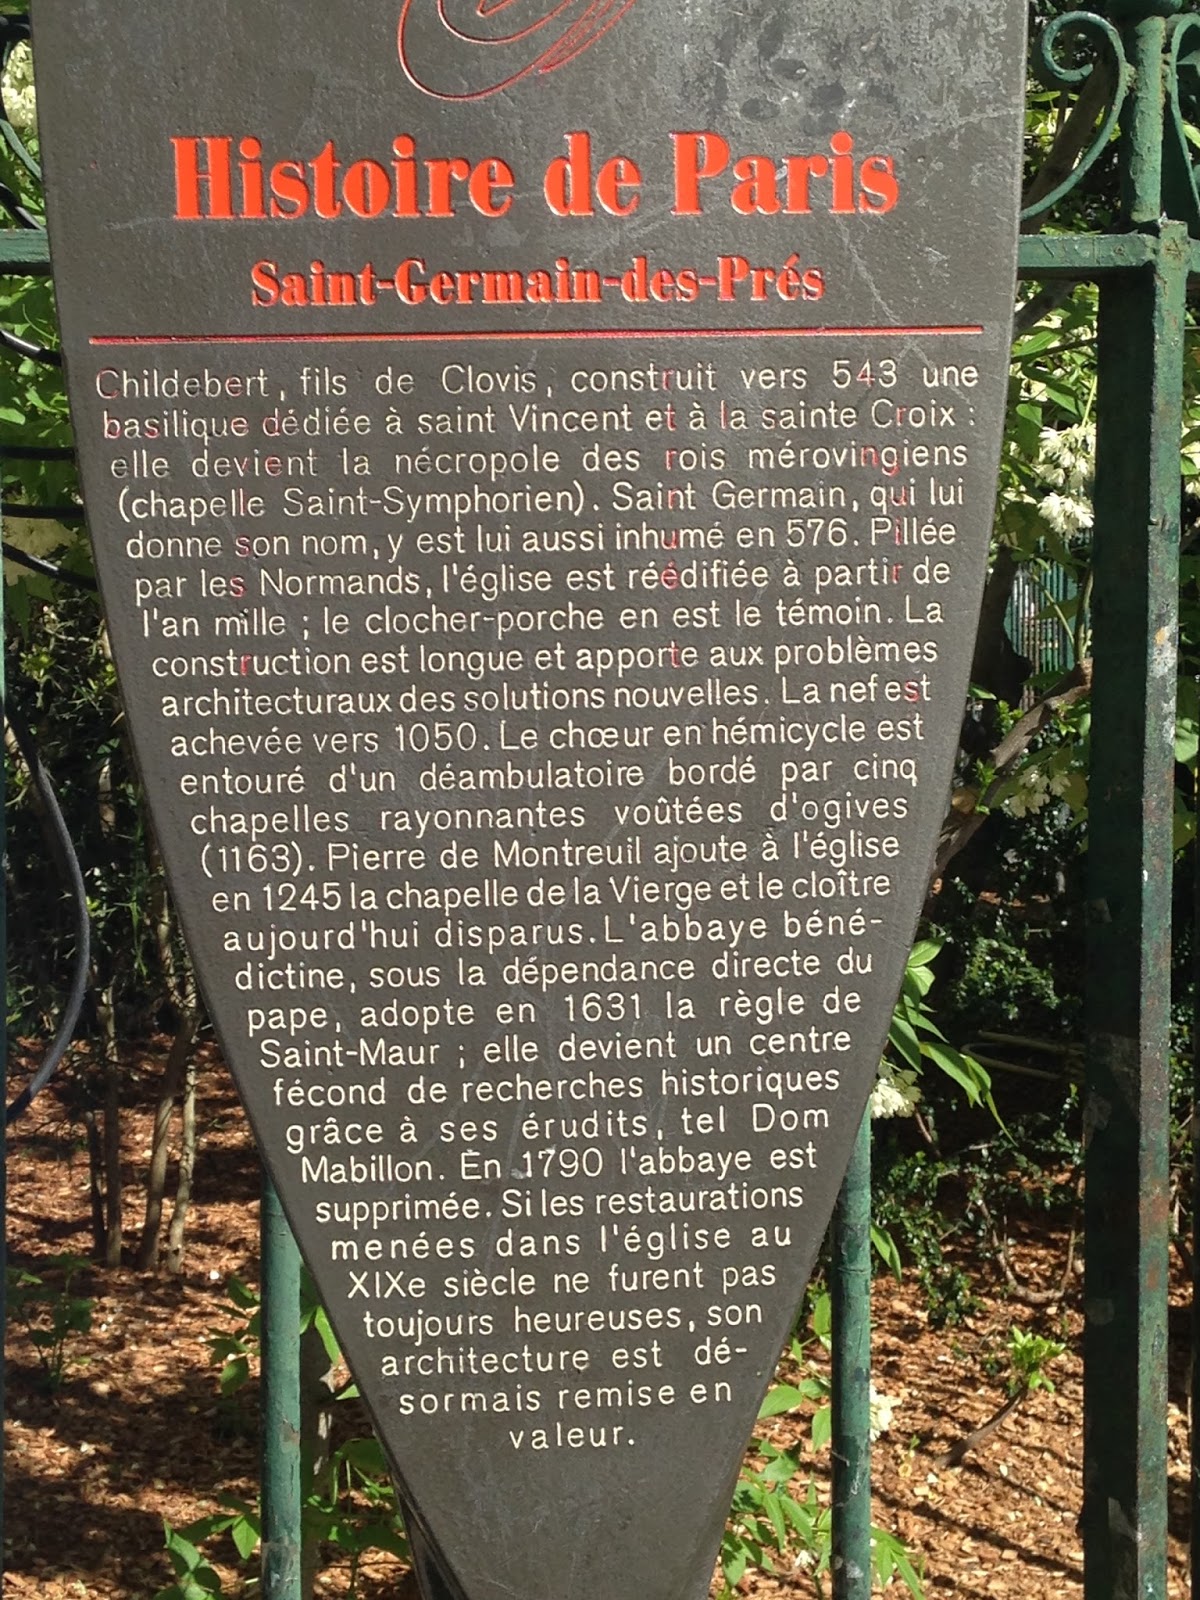 Histoire de Paris
Saint-Germain-des-Prés
Childebert, fils de Clovis, construit vers 543 une
basilique dédiée à saint Vincent et à la sainte Croix :
elle devient la nécropole des rois mérovingiens
(chapelle Saint-Symphorien). Saint Germain, qui lui
donne son nom, y est lui aussi inhumé en 576. Pillée
par les Normands, l'église est réédifiée à partir de
l'an mille ; le clocher-porche en est le témoin. La
construction est longue et apporte aux problèmes
architecturaux des solutions nouvelles. La nef est
achevée vers 1050. Le chœur en hémicycle est
entouré d'un déambulatoire bordé par cinq
chapelles rayonnantes voûtées d'ogives
(1163). Pierre de Montreuil ajoute à l'église
en 1245 la chapelle de la Vierge et le cloître
aujourd'hui disparus. L'abbaye béné-
dictine, sous la dépendance directe du
pape, adopte en 1631 la règle de
Saint-Maur ; elle devient un centre
fécond de recherches historiques
grâce à ses érudits, tel Dom
Mabillon. En 1790 l'abbaye est
supprimée. Si les restaurations
menées dans l'église au
XIXe siècle ne furent pas
toujours heureuses, son
architecture est dé-
sormais remise en
valeur.